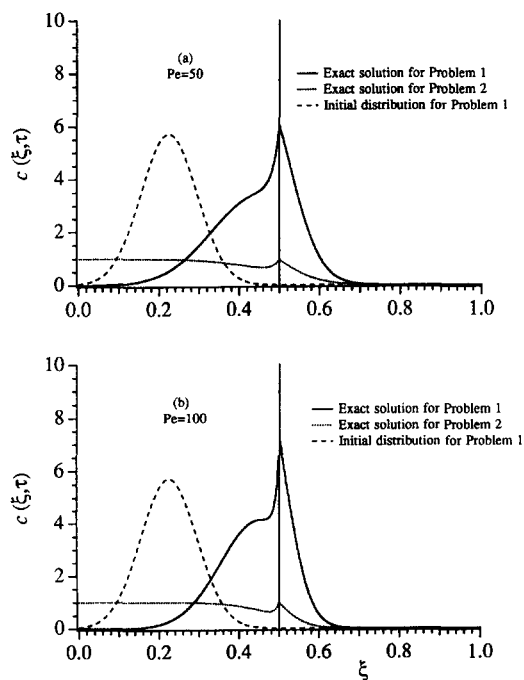 10
8
6
4
2
0
c (ξ,τ)
(a)
Pe=50
Exact solution for Problem 1
Exact solution for Problem 2
Initial distribution for Problem 1
0.0 0.2 0.4 0.6 0.8 1.0
10
8
6
4
2
0
c (ξ,τ)
(b)
Pe=100
Exact solution for Problem 1
Exact solution for Problem 2
Initial distribution for Problem 1
0.0 0.2 0.4 0.6 0.8 1.0
ξ